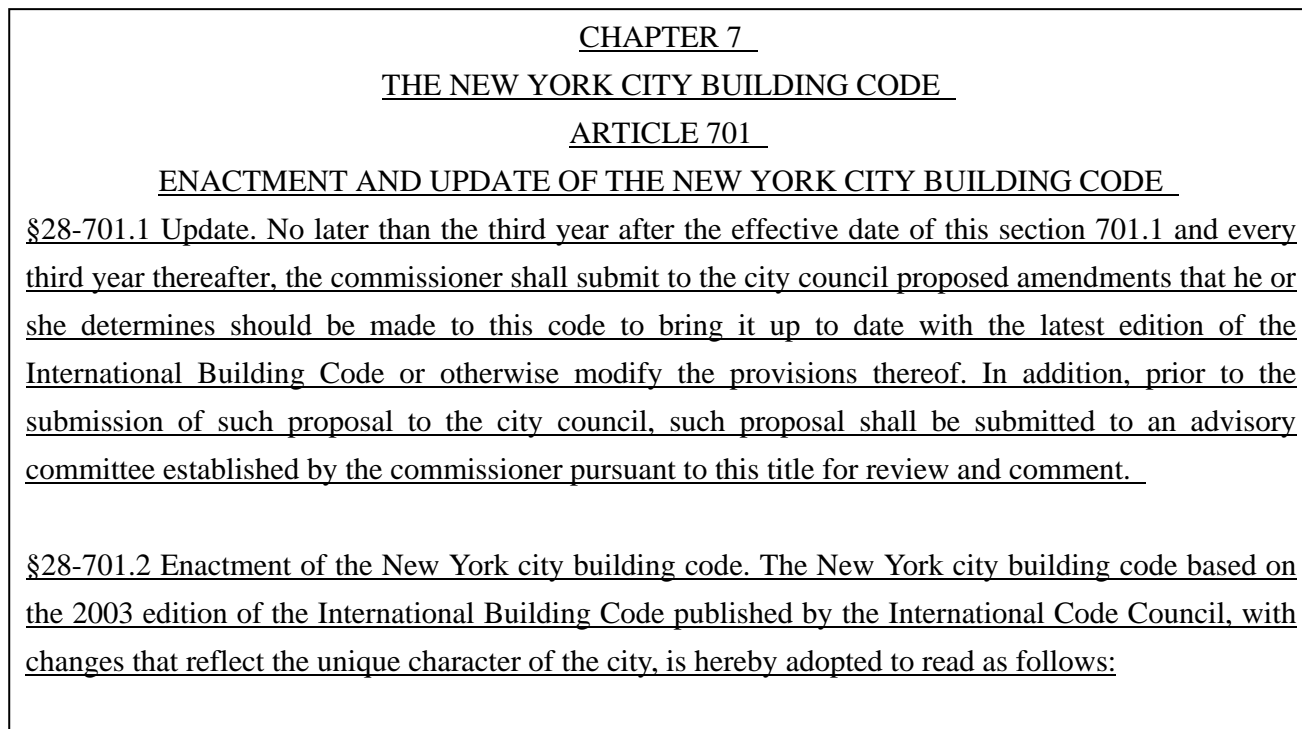 CHAPTER 7
THE NEW YORK CITY BUILDING CODE
ARTICLE 701
ENACTMENT AND UPDATE OF THE NEW YORK CITY BUILDING CODE
§28-701.1 Update. No later than the third year after the effective date of this section 701.1 and every
third year thereafter, the commissioner shall submit to the city council proposed amendments that he or
she determines should be made to this code to bring it up to date with the latest edition of the
International Building Code or otherwise modify the provisions thereof. In addition, prior to the
submission of such proposal to the city council, such proposal shall be submitted to an advisory
committee established by the commissioner pursuant to this title for review and comment.
§28-701.2 Enactment of the New York city building code. The New York city building code based on
the 2003 edition of the International Building Code published by the International Code Council, with
changes that reflect the unique character of the city, is hereby adopted to read as follows: